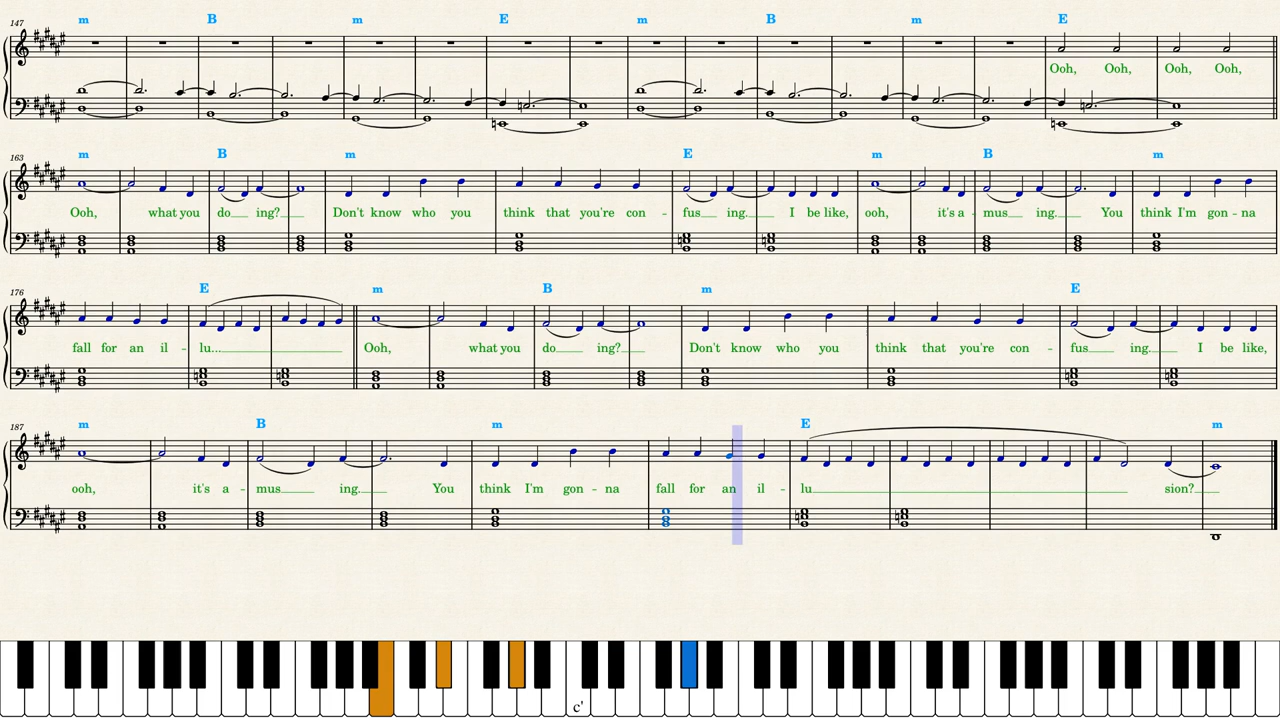 147
m B m E m B m E
Ooh, Ooh, Ooh, Ooh,
163
m B m E m B m
Ooh, what you do ing? Don't know who you think that you're con - fus ing. I be like, ooh, it's a - mus ing. You think I'm gon - na
176
E m B m E
fall for an il - lu... Ooh, what you do ing? Don't know who you think that you're con - fus ing. I be like,
187
m B m E m
ooh, it's a - mus ing. You think I'm gon - na fall for an il - lu sion?
c'